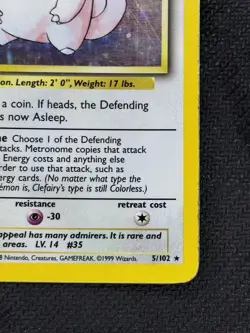 on. Length: 2' 0", Weight: 17 lbs.
a coin. If heads, the Defending
now Asleep.
Choose 1 of the Defending
ttacks. Metronome copies that attack
Energy costs and anything else
order to use that attack, such as
ergy cards. (No matter what type the
émon is, Clefairy's type is still Colorless.)
resistance
retreat cost
-30
appeal has many admirers. It is rare and
areas. LV. 14 #35
Nintendo, Creatures, GAMEFREAK. ©1999 Wizards.
5/102 ★